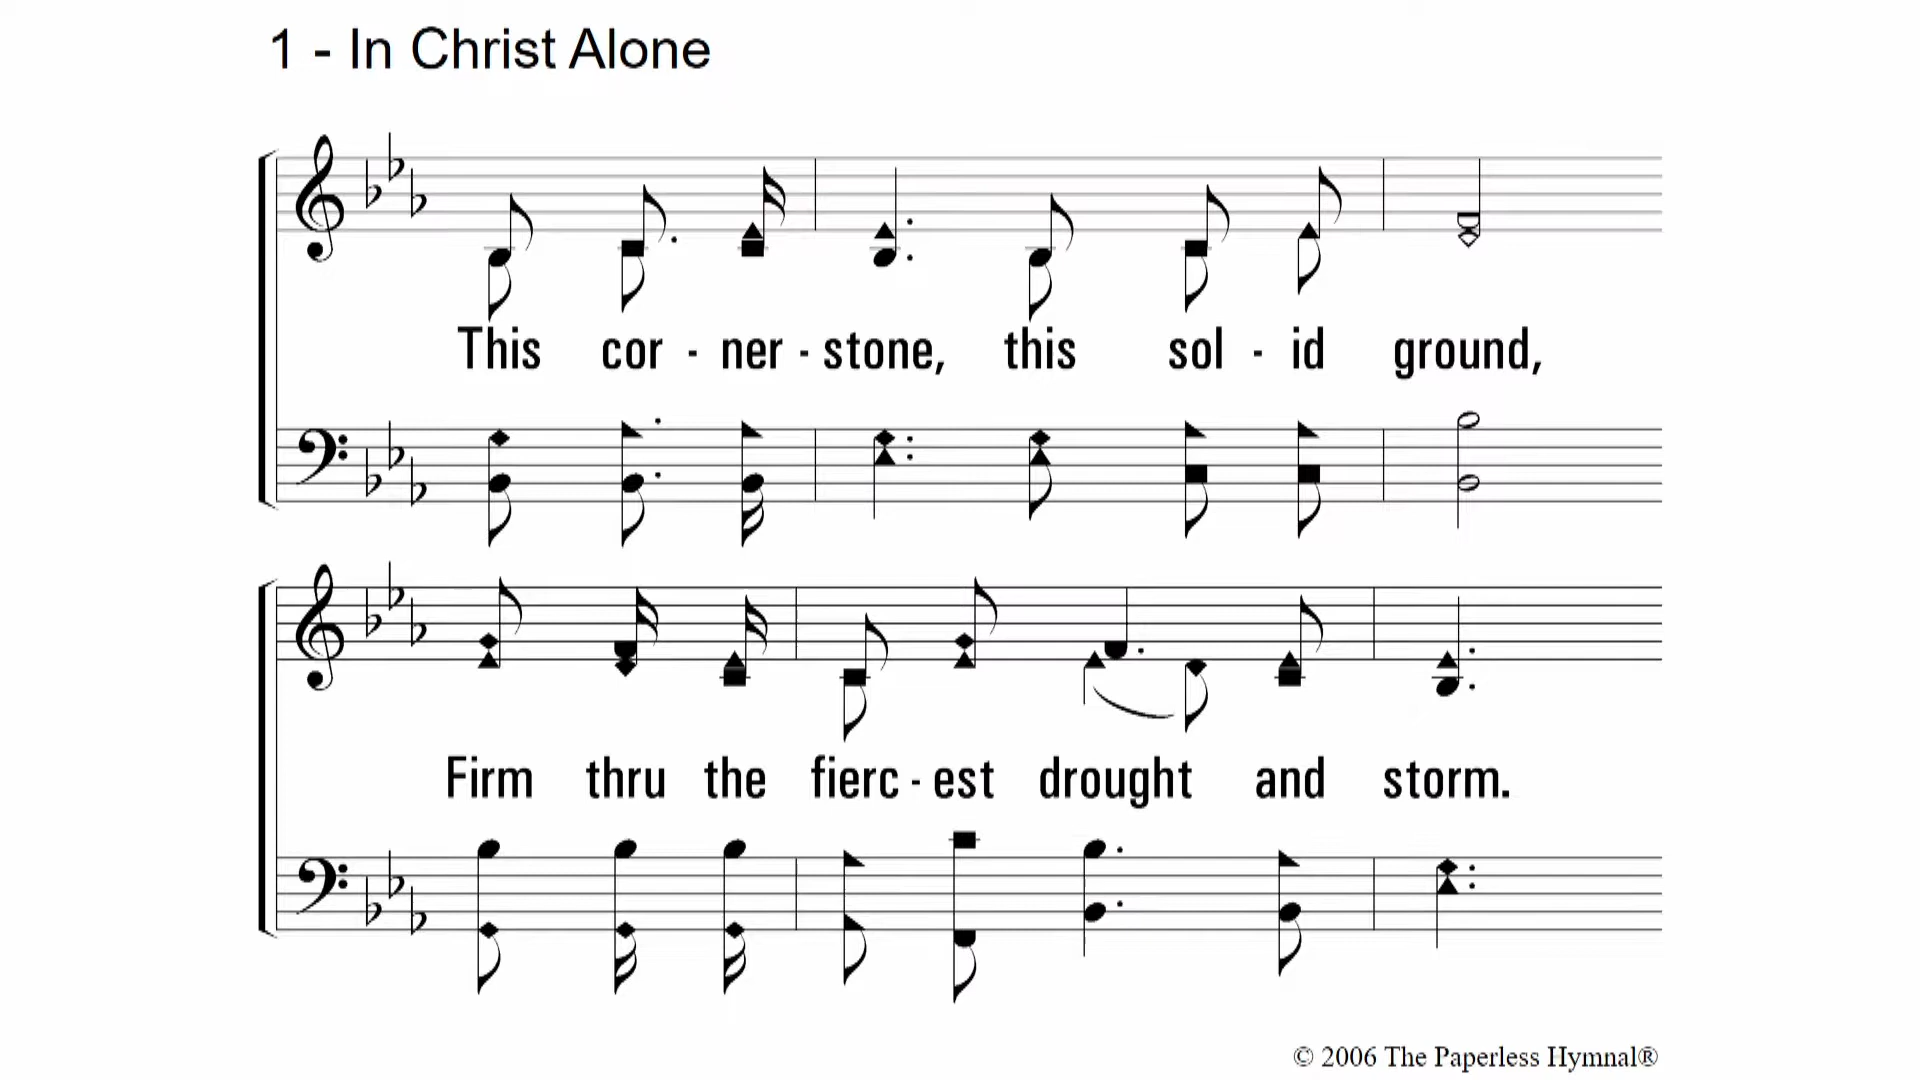 1 - In Christ Alone
This cor - ner - stone, this sol - id ground,
Firm thru the fierc - est drought and storm.
© 2006 The Paperless Hymnal®